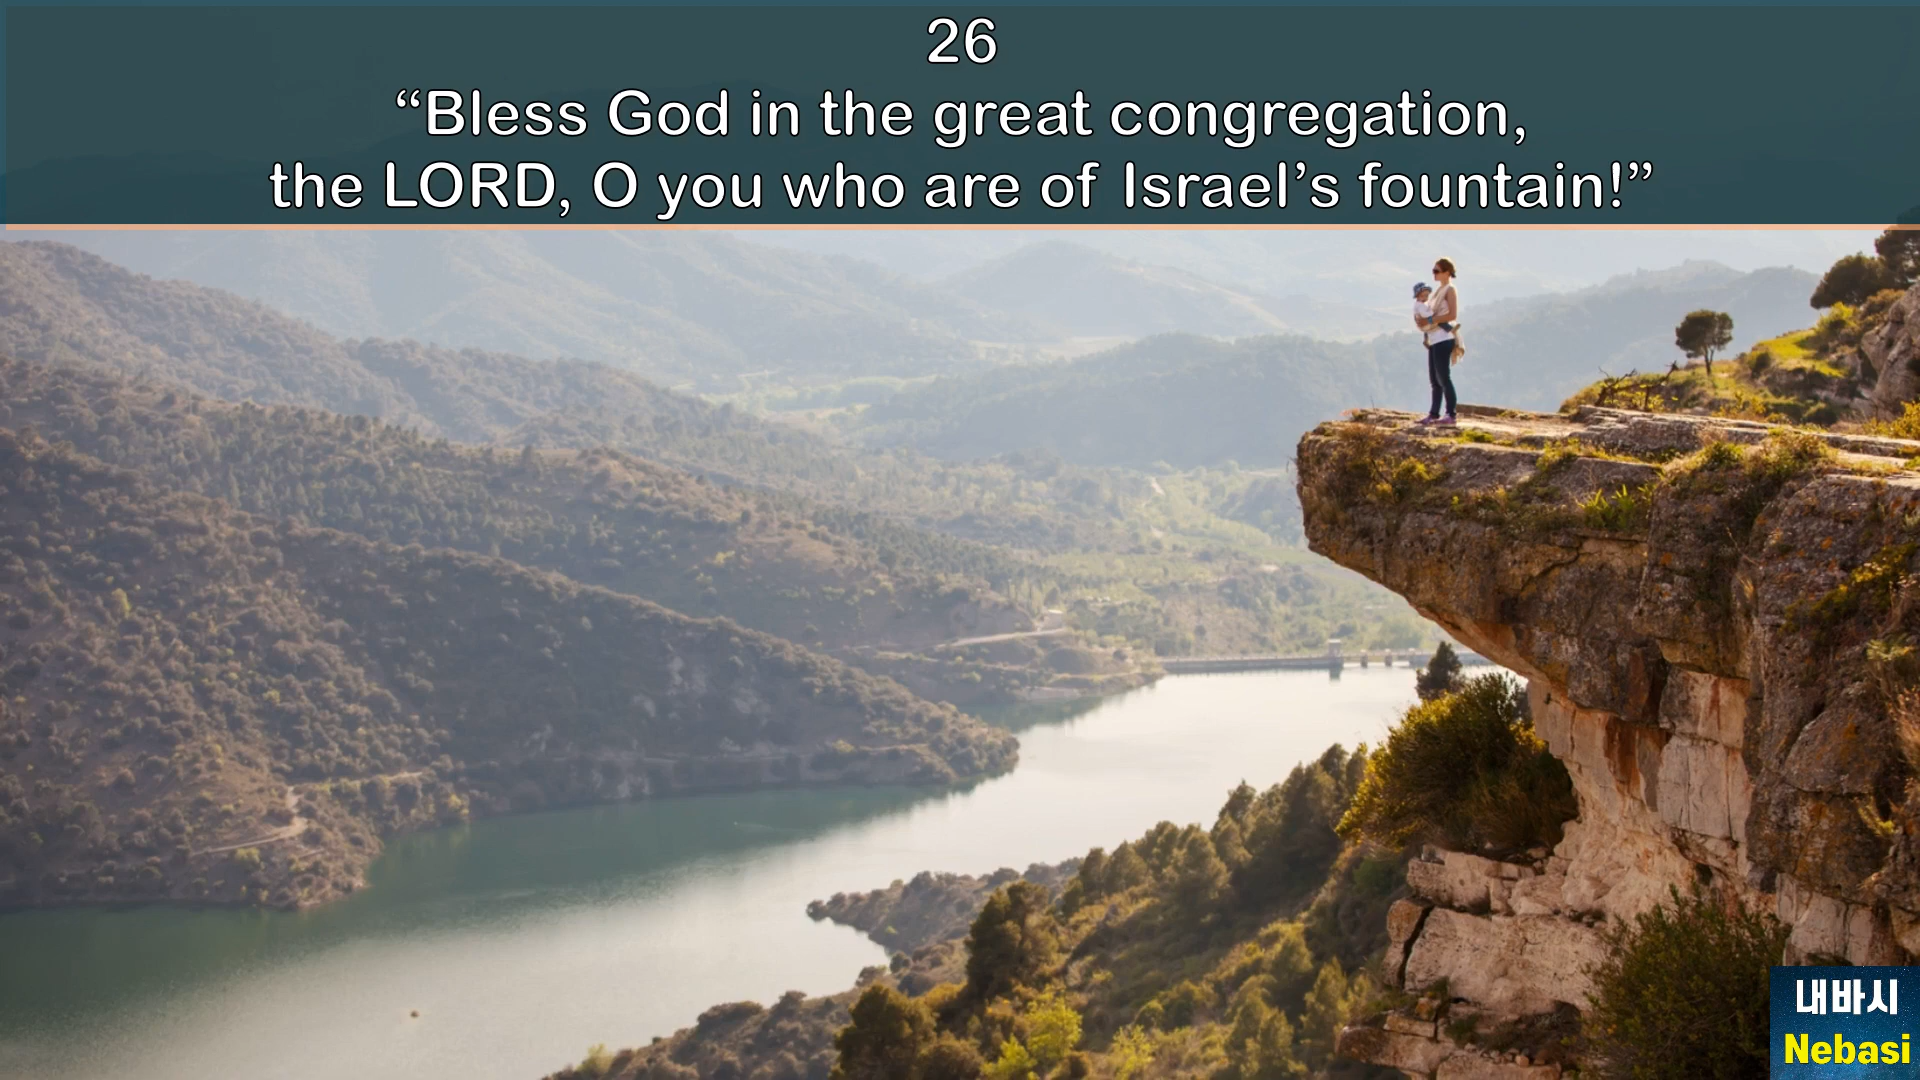 26
“Bless God in the great congregation,
the LORD, O you who are of Israel’s fountain!”
내바시
Nebasi